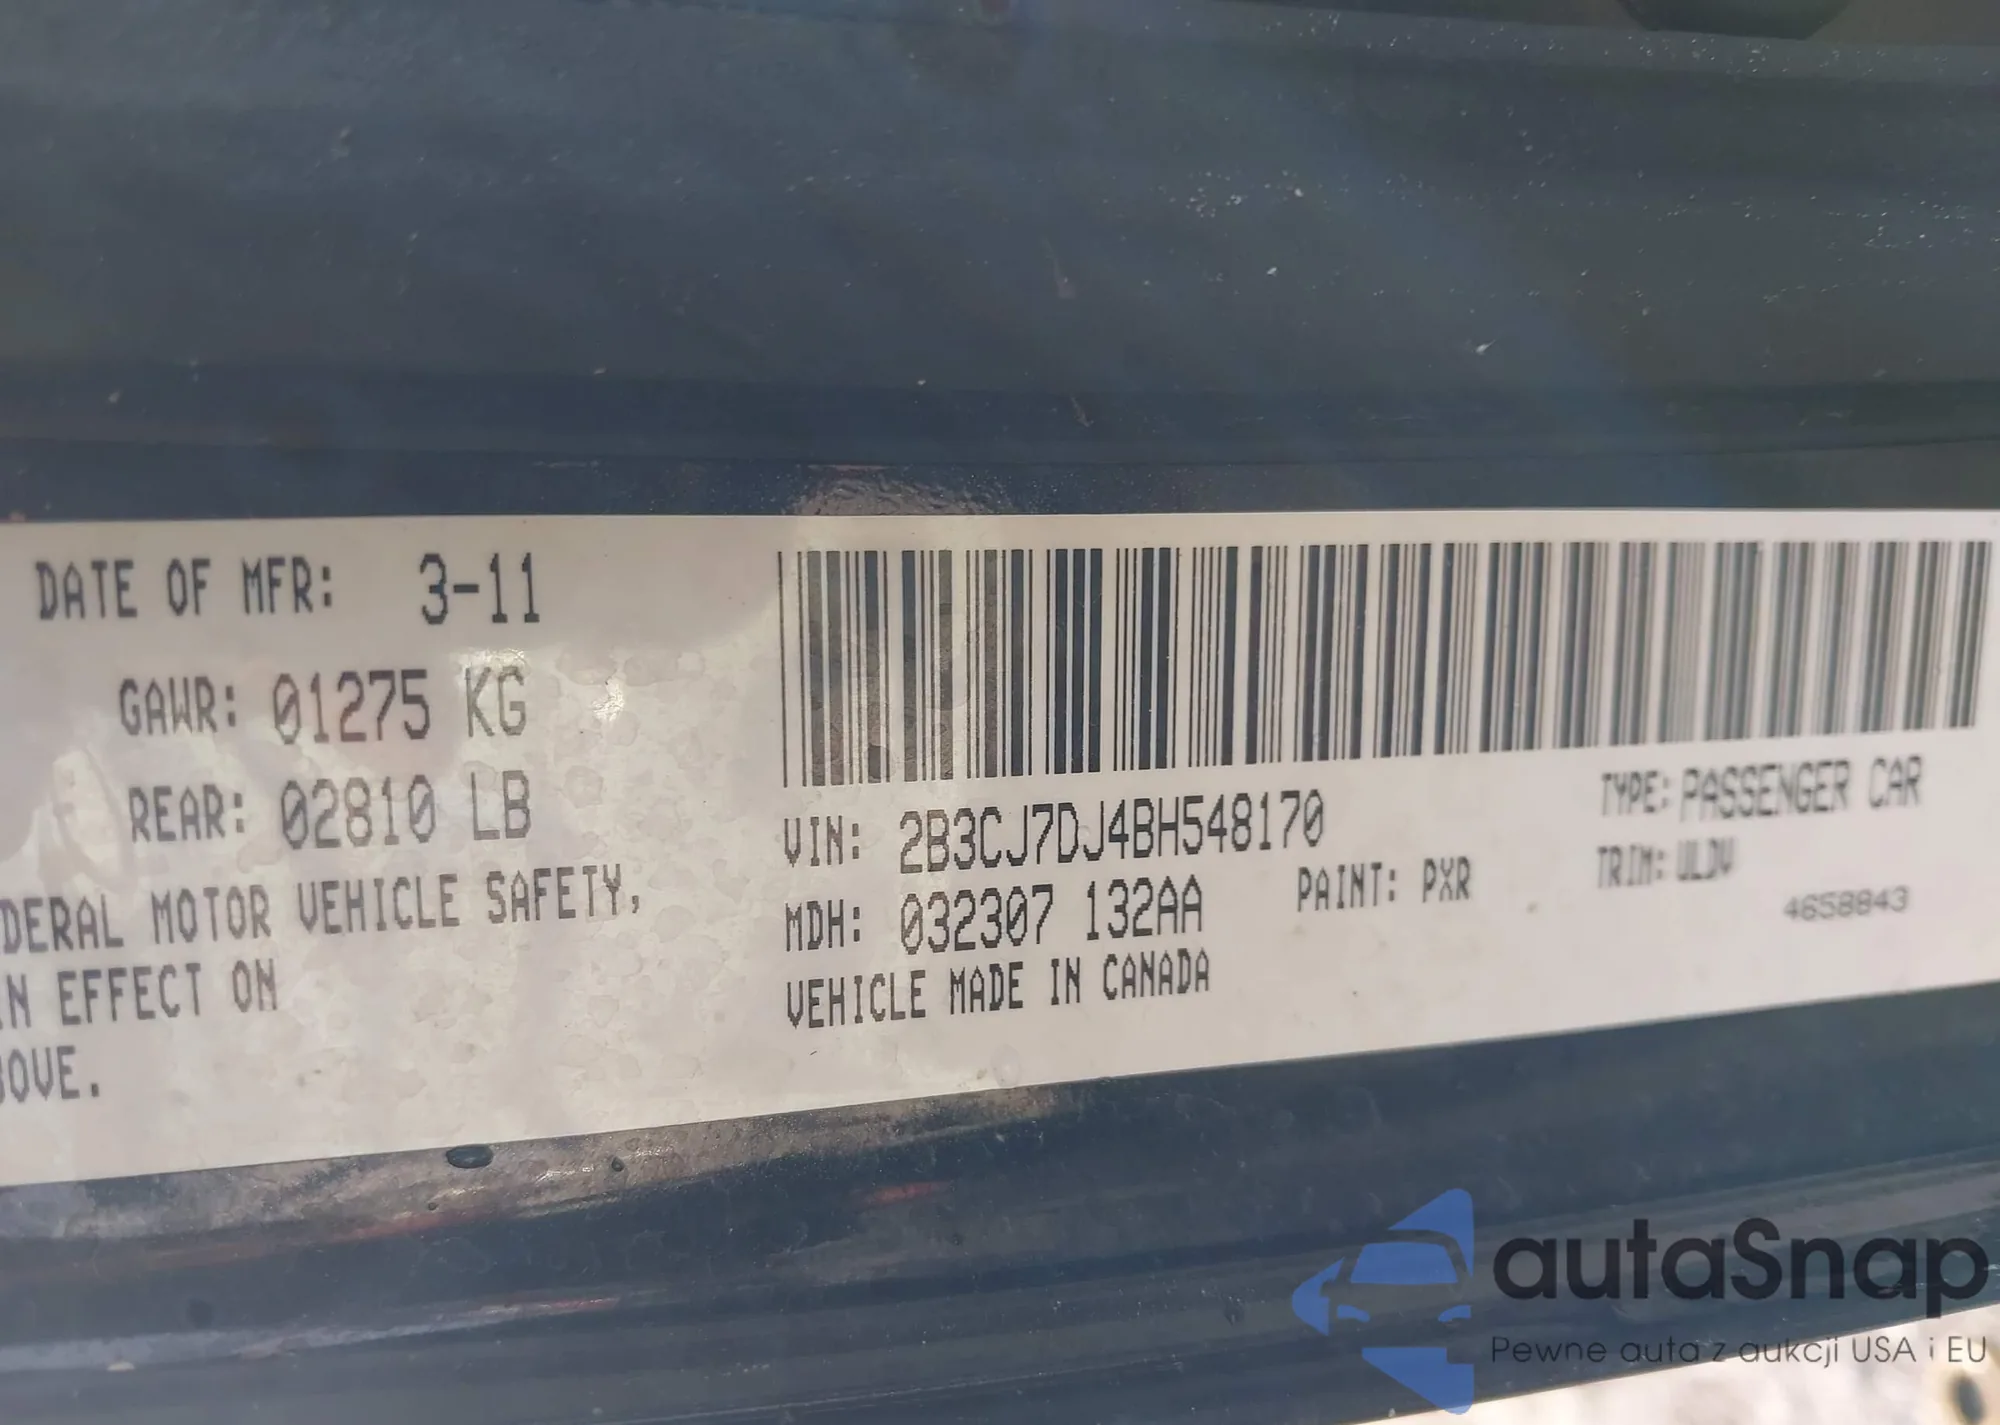 DATE OF MFR: 3-11
GAWR: 01275 KG
REAR: 02810 LB
DERAL MOTOR VEHICLE SAFETY,
IN EFFECT ON
BOVE.
VIN: 2B3CJ7DJ4BH548170
TYPE: PASSENGER CAR
MDH: 032307 132AA
PAINT: PXR
TRIM: ULDV
VEHICLE MADE IN CANADA
4658843
autaSnap
Pewne auta z aukcji USA i EU